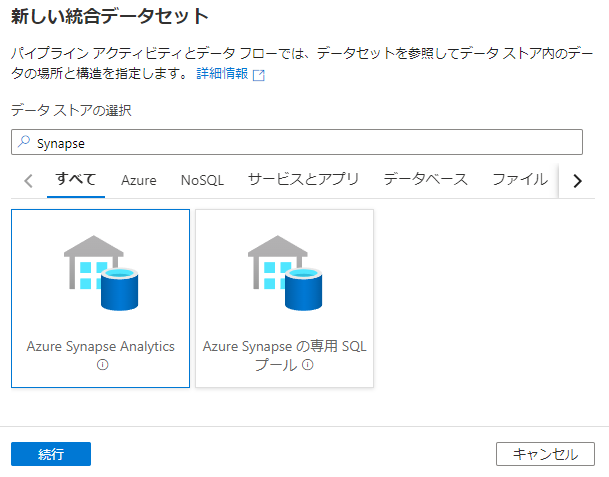 新しい統合データセット
パイプライン アクティビティとデータ フローでは、データセットを参照してデータ ストア内のデー
タの場所と構造を指定します。 詳細情報
データ ストアの選択
Synapse
すべて Azure NoSQL サービスとアプリ データベース ファイル
Azure Synapse Analytics
Azure Synapse の専用 SQL
プール
続行 キャンセル